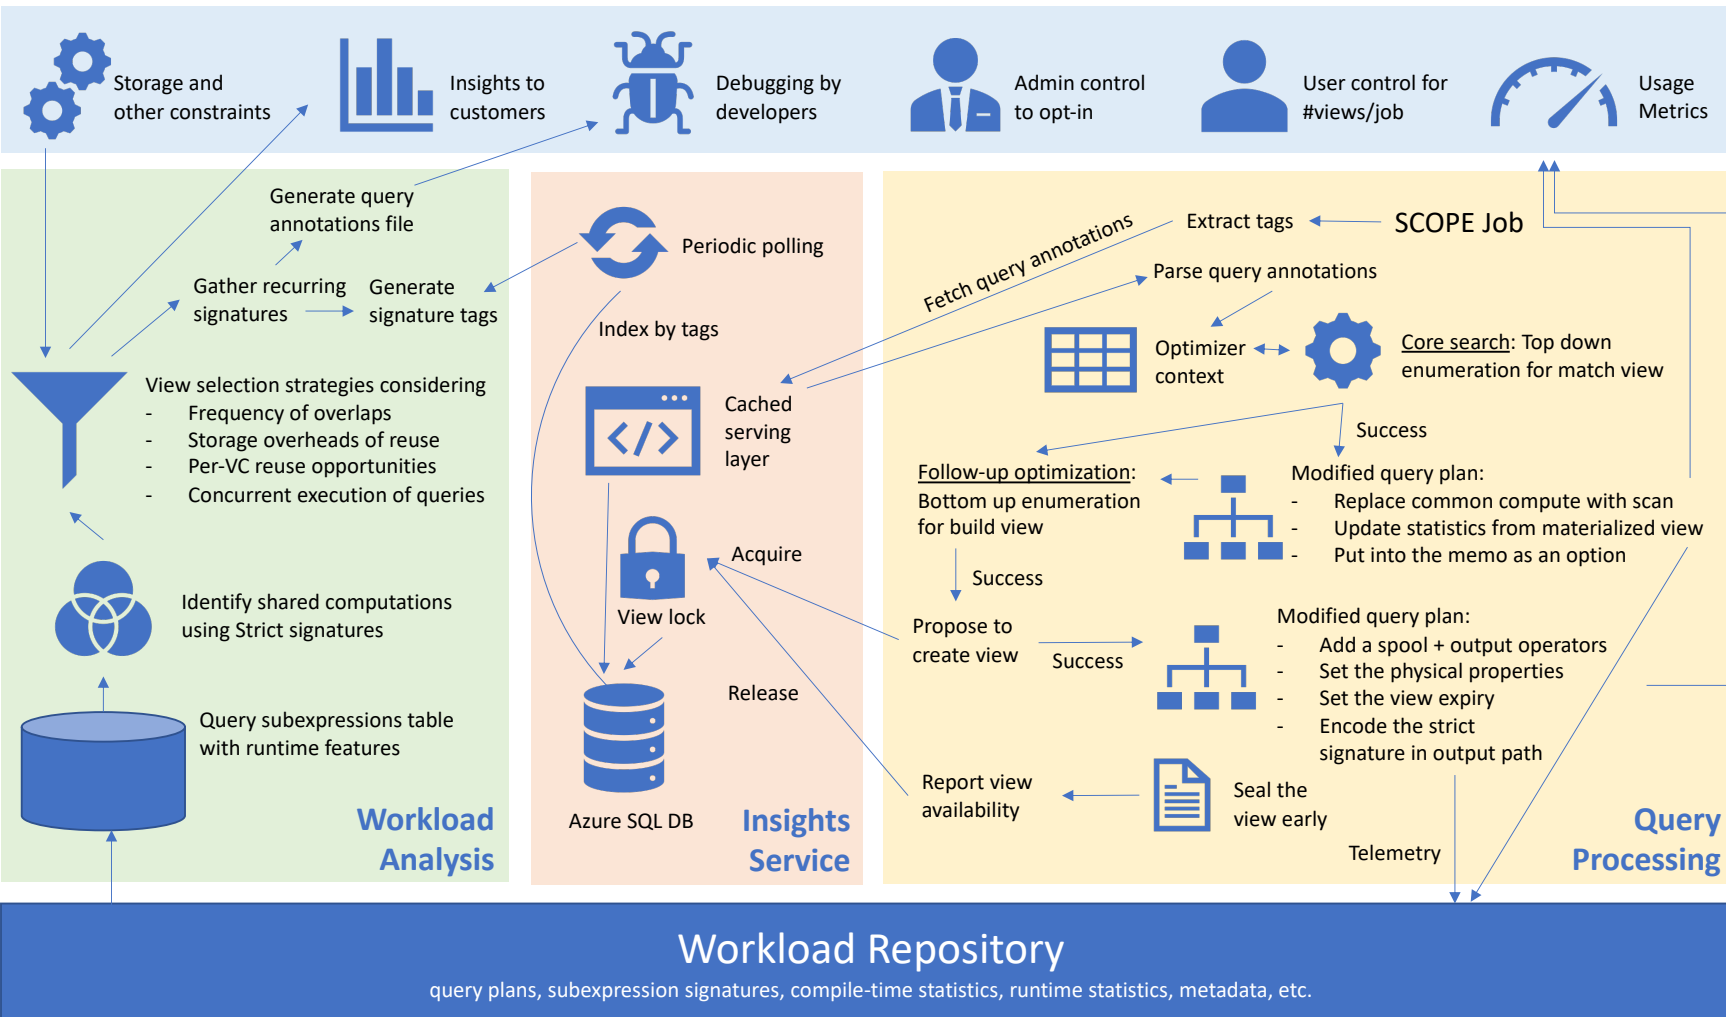 Storage and
other constraints
Insights to
customers
Debugging by
developers
Admin control
to opt-in
User control for
#views/job
Usage
Metrics
Generate query
annotations file
Gather recurring
signatures
Generate
signature tags
View selection strategies considering
- Frequency of overlaps
- Storage overheads of reuse
- Per-VC reuse opportunities
- Concurrent execution of queries
Identify shared computations
using Strict signatures
Query subexpressions table
with runtime features
Workload
Analysis
Periodic polling
Index by tags
Cached
serving
layer
Acquire
View lock
Release
Azure SQL DB
Insights
Service
Fetch query annotations
Extract tags
SCOPE Job
Parse query annotations
Optimizer
context
Core search: Top down
enumeration for match view
Success
Follow-up optimization:
Bottom up enumeration
for build view
Modified query plan:
- Replace common compute with scan
- Update statistics from materialized view
- Put into the memo as an option
Success
Propose to
create view
Success
Modified query plan:
- Add a spool + output operators
- Set the physical properties
- Set the view expiry
- Encode the strict
signature in output path
Report view
availability
Seal the
view early
Telemetry
Query
Processing
Workload Repository
query plans, subexpression signatures, compile-time statistics, runtime statistics, metadata, etc.